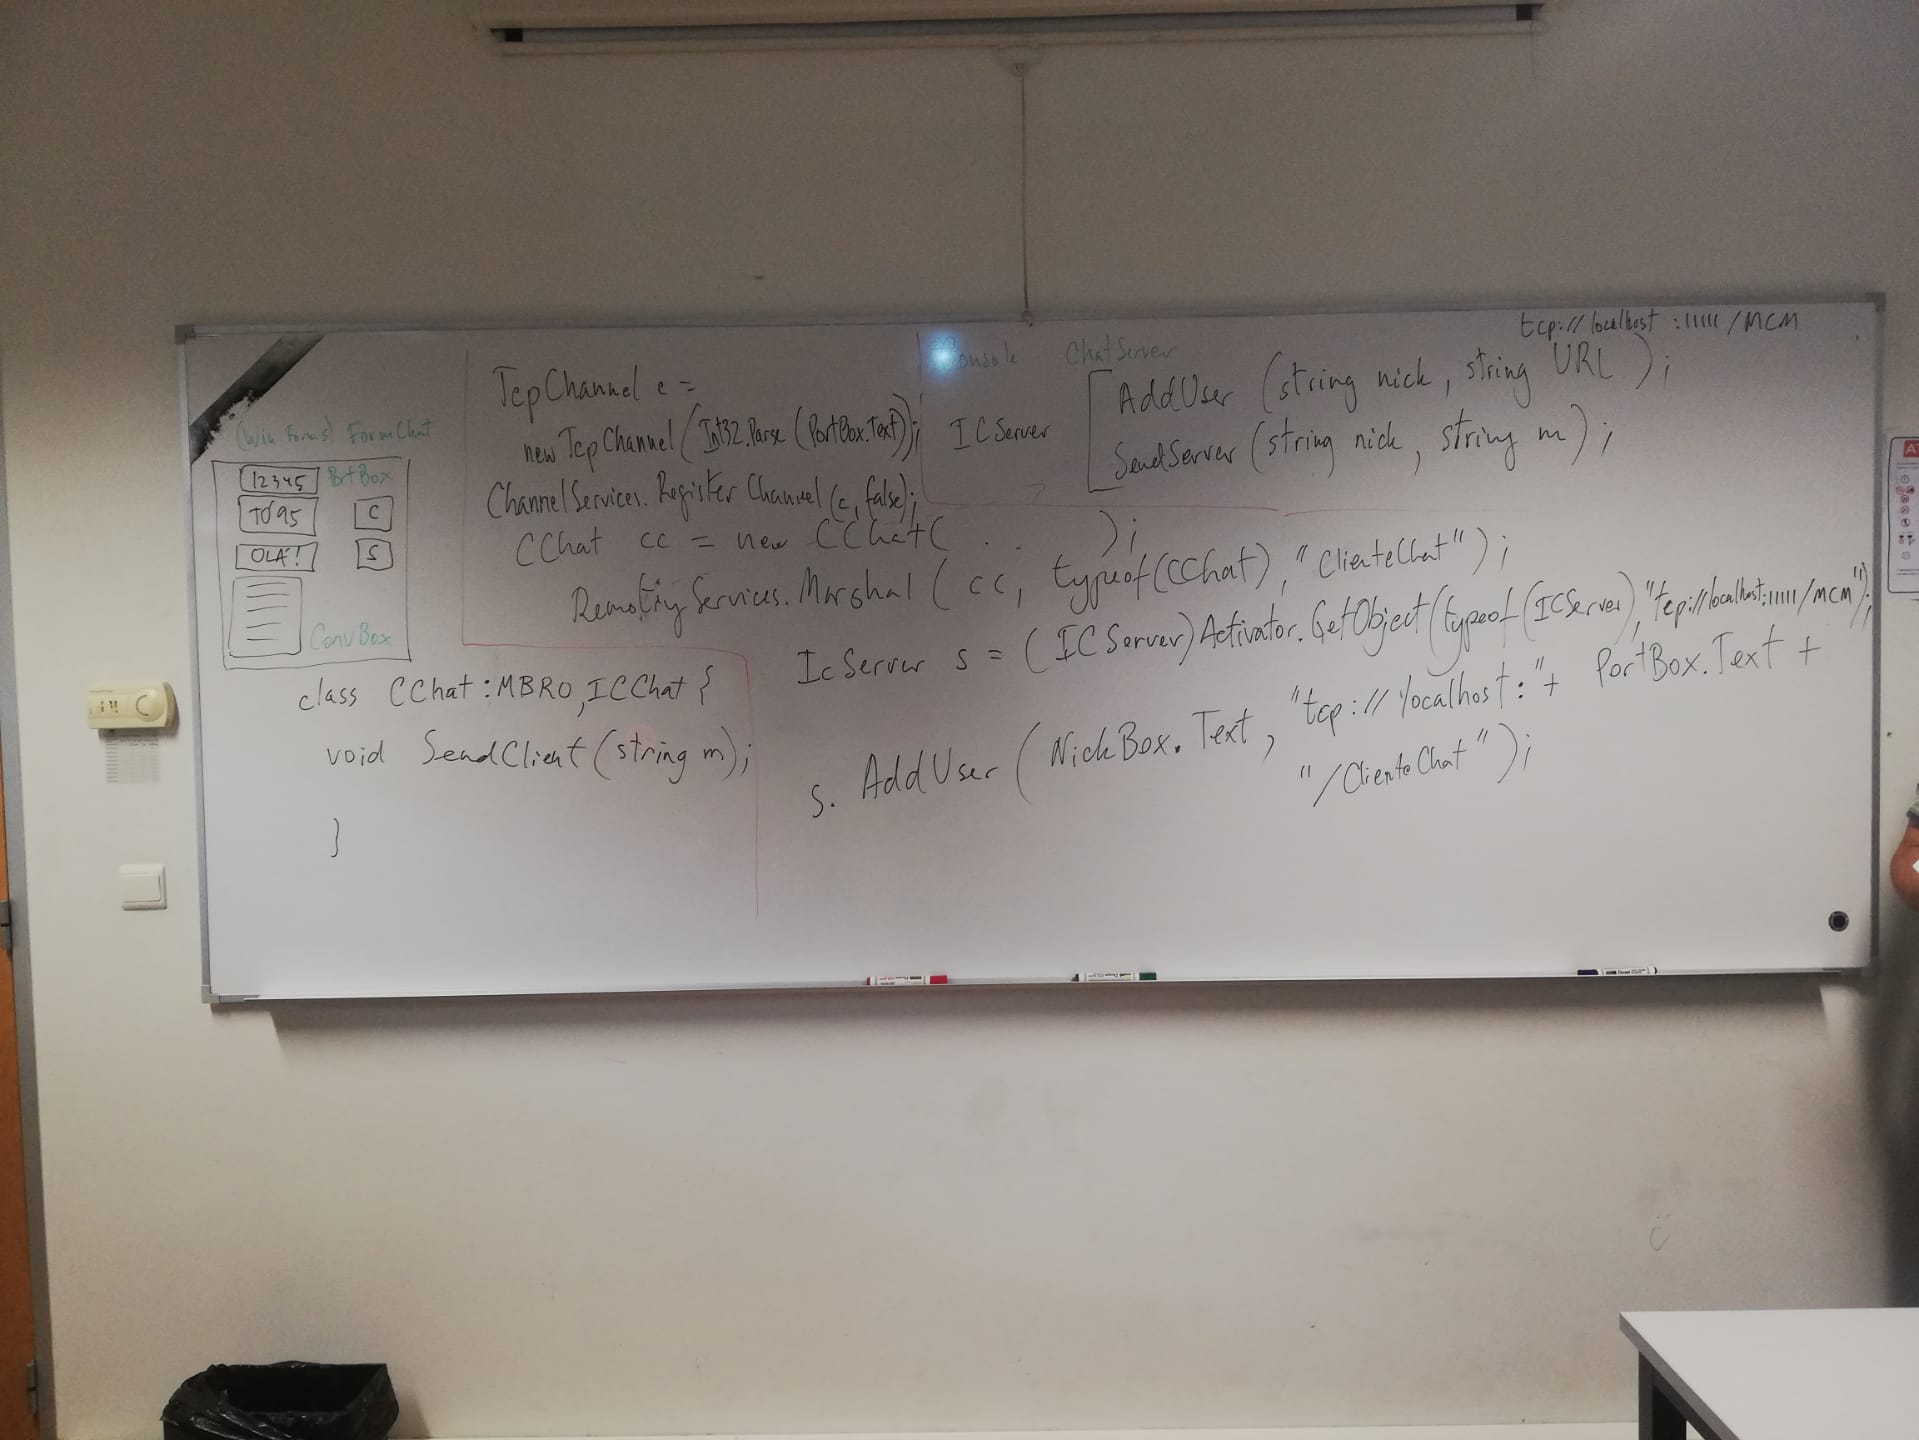 (Win Forms) FormChat
12345 PortBox
C
OLÁ! S
ConvBox
class CChat : MBRO, ICChat {
void SendClient (string m);
}
TcpChannel c =
new TcpChannel (Int32.Parse (PortBox.Text));
ChannelServices.RegisterChannel (c, false);
CChat cc = new CChat( . . );
RemotingServices.Marshal ( cc, typeof(CChat), "ClienteChat" );
Console ChatServer
tcp://localhost :11111 /MCM
ICServer
AddUser (string nick, string URL );
SendServer (string nick, string m);
IcServer s = (ICServer) Activator.GetObject (typeof (ICServer), "tcp://localhost:11111/MCM");
s. AddUser ( NickBox.Text, "tcp://localhost:" + PortBox.Text +
"/ClienteChat" );